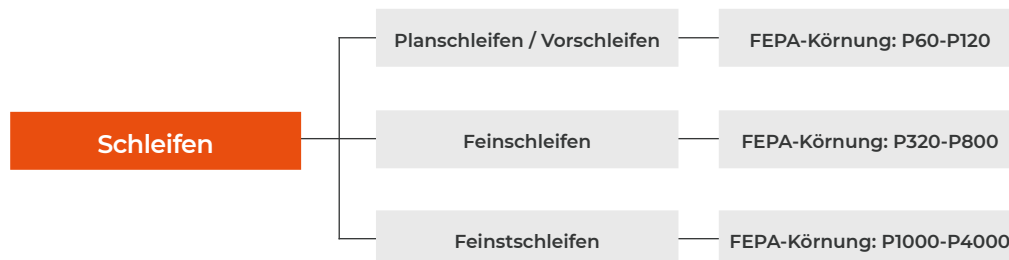 Schleifen
Planschleifen / Vorschleifen
FEPA-Körnung: P60-P120
Feinschleifen
FEPA-Körnung: P320-P800
Feinstschleifen
FEPA-Körnung: P1000-P4000